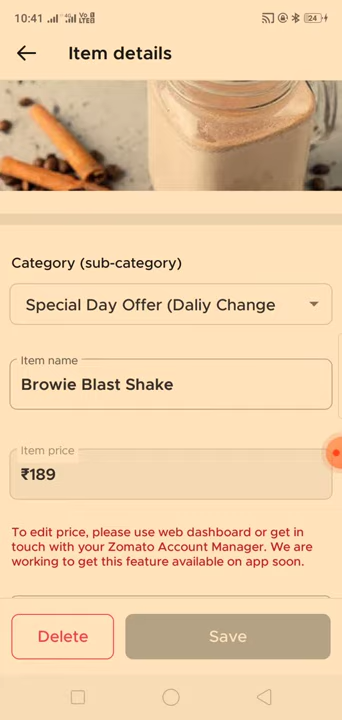 10:41
24
Item details
Category (sub-category)
Special Day Offer (Daliy Change
Item name
Browie Blast Shake
Item price
₹189
To edit price, please use web dashboard or get in
touch with your Zomato Account Manager. We are
working to get this feature available on app soon.
Delete
Save